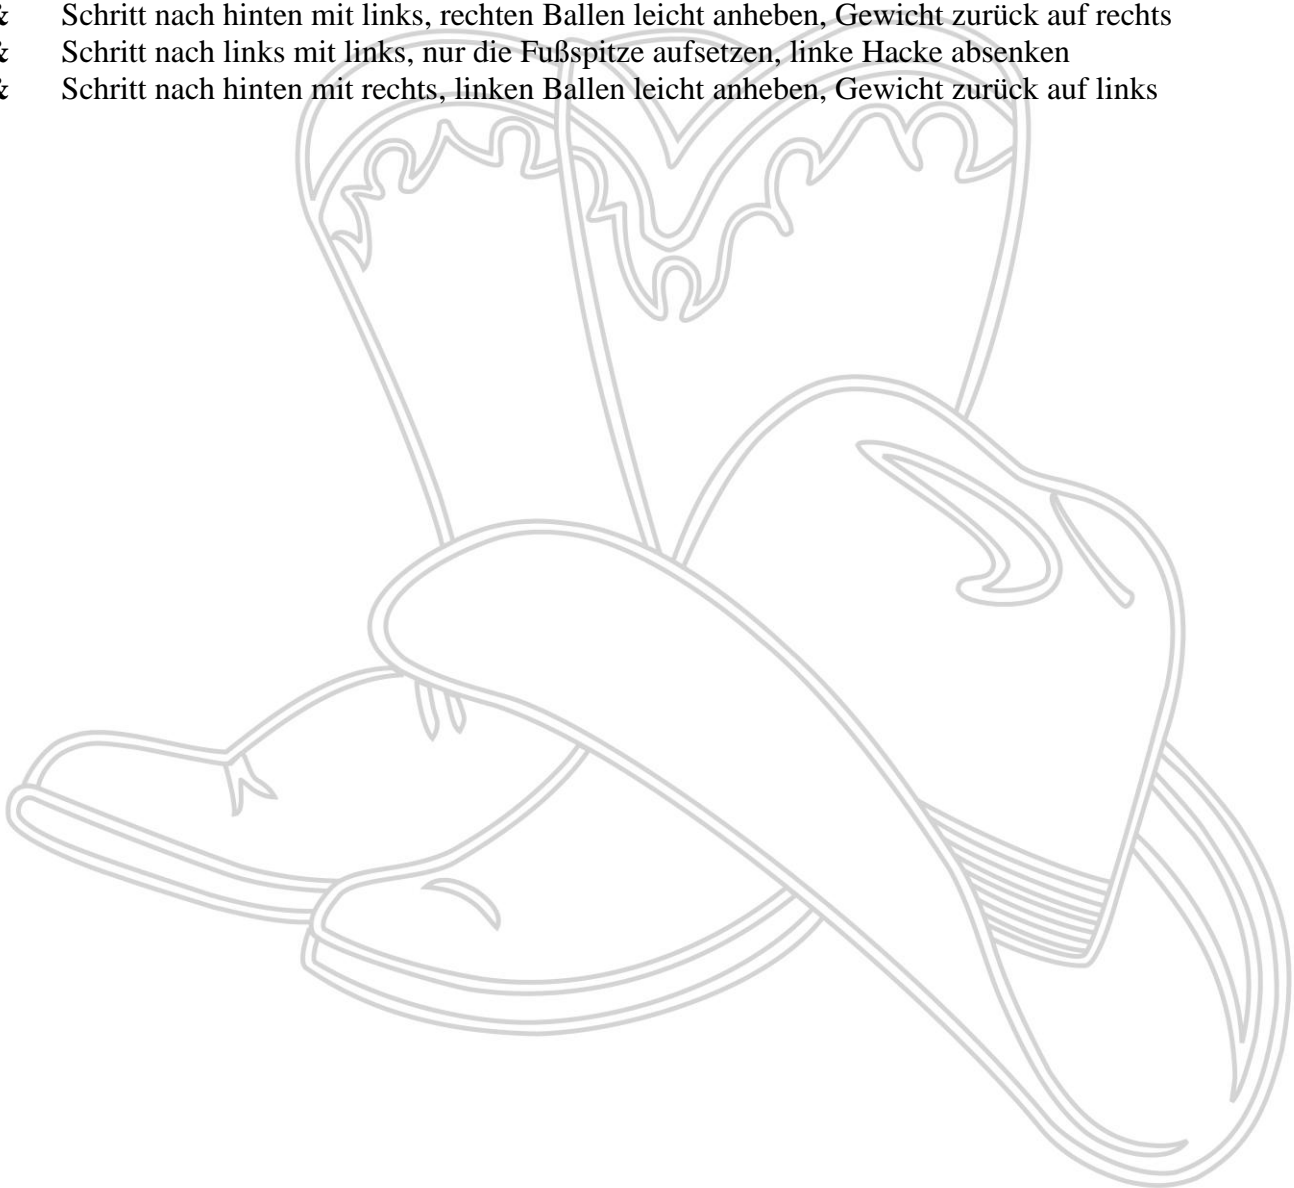 & Schritt nach hinten mit links, rechten Ballen leicht anheben, Gewicht zurück auf rechts
& Schritt nach links mit links, nur die Fußspitze aufsetzen, linke Hacke absenken
& Schritt nach hinten mit rechts, linken Ballen leicht anheben, Gewicht zurück auf links